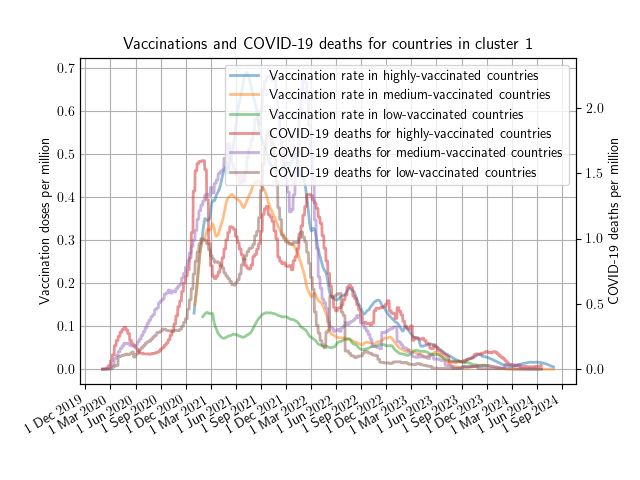 Vaccinations and COVID-19 deaths for countries in cluster 1
Vaccination rate in highly-vaccinated countries
Vaccination rate in medium-vaccinated countries
Vaccination rate in low-vaccinated countries
COVID-19 deaths for highly-vaccinated countries
COVID-19 deaths for medium-vaccinated countries
COVID-19 deaths for low-vaccinated countries
Vaccination doses per million
0.7
0.6
0.5
0.4
0.3
0.2
0.1
0.0
COVID-19 deaths per million
2.0
1.5
1.0
0.5
0.0
1 Dec 2019
1 Mar 2020
1 Jun 2020
1 Sep 2020
1 Dec 2020
1 Mar 2021
1 Jun 2021
1 Sep 2021
1 Dec 2021
1 Mar 2022
1 Jun 2022
1 Sep 2022
1 Dec 2022
1 Mar 2023
1 Jun 2023
1 Sep 2023
1 Dec 2023
1 Mar 2024
1 Jun 2024
1 Sep 2024